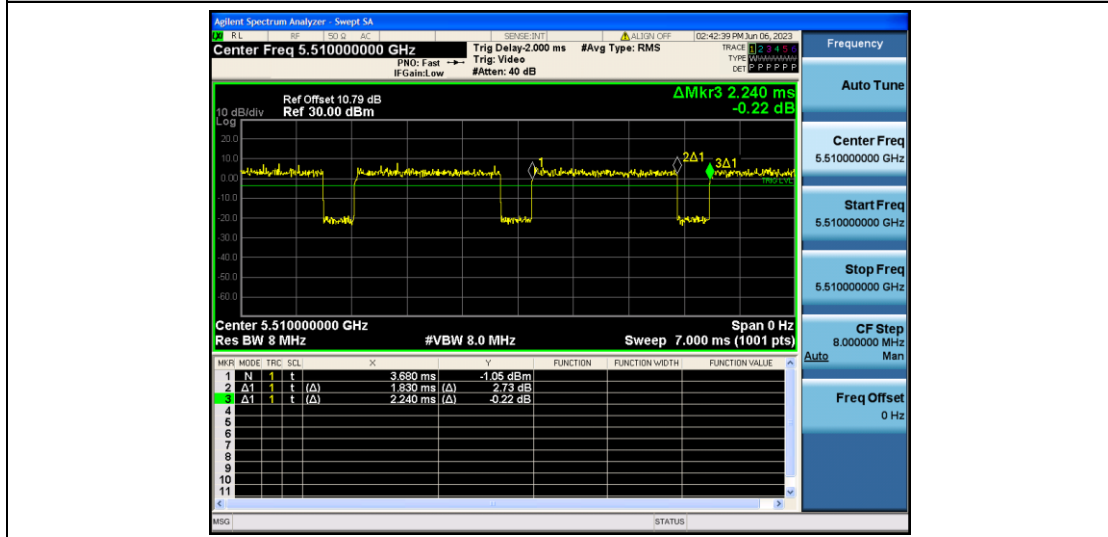 Agilent Spectrum Analyzer - Swept SA
RL RF 50 Ω AC SENSE:INT ALIGN OFF 02:42:39 PM Jun 06, 2023
Center Freq 5.510000000 GHz Trig Delay-2.000 ms #Avg Type: RMS TRACE 1 2 3 4 5 6
PNO: Fast Trig: Video TYPE WWWWWW
IFGain:Low #Atten: 40 dB DET P P P P P P
Frequency
Auto Tune
Center Freq
5.510000000 GHz
Start Freq
5.510000000 GHz
Stop Freq
5.510000000 GHz
CF Step
8.000000 MHz
Auto Man
Freq Offset
0 Hz
ΔMkr3 2.240 ms
-0.22 dB
Ref Offset 10.79 dB
10 dB/div Ref 30.00 dBm
Log
20.0
10.0
0.00
-10.0
-20.0
-30.0
-40.0
-50.0
-60.0
1
2Δ1
3Δ1
TRIG LVL
Center 5.510000000 GHz Span 0 Hz
Res BW 8 MHz #VBW 8.0 MHz Sweep 7.000 ms (1001 pts)
MKR MODE TRC SCL X Y FUNCTION FUNCTION WIDTH FUNCTION VALUE
1 N 1 t 3.680 ms -1.05 dBm
2 Δ1 1 t (Δ) 1.830 ms (Δ) 2.73 dB
3 Δ1 1 t (Δ) 2.240 ms (Δ) -0.22 dB
4
5
6
7
8
9
10
11
MSG STATUS